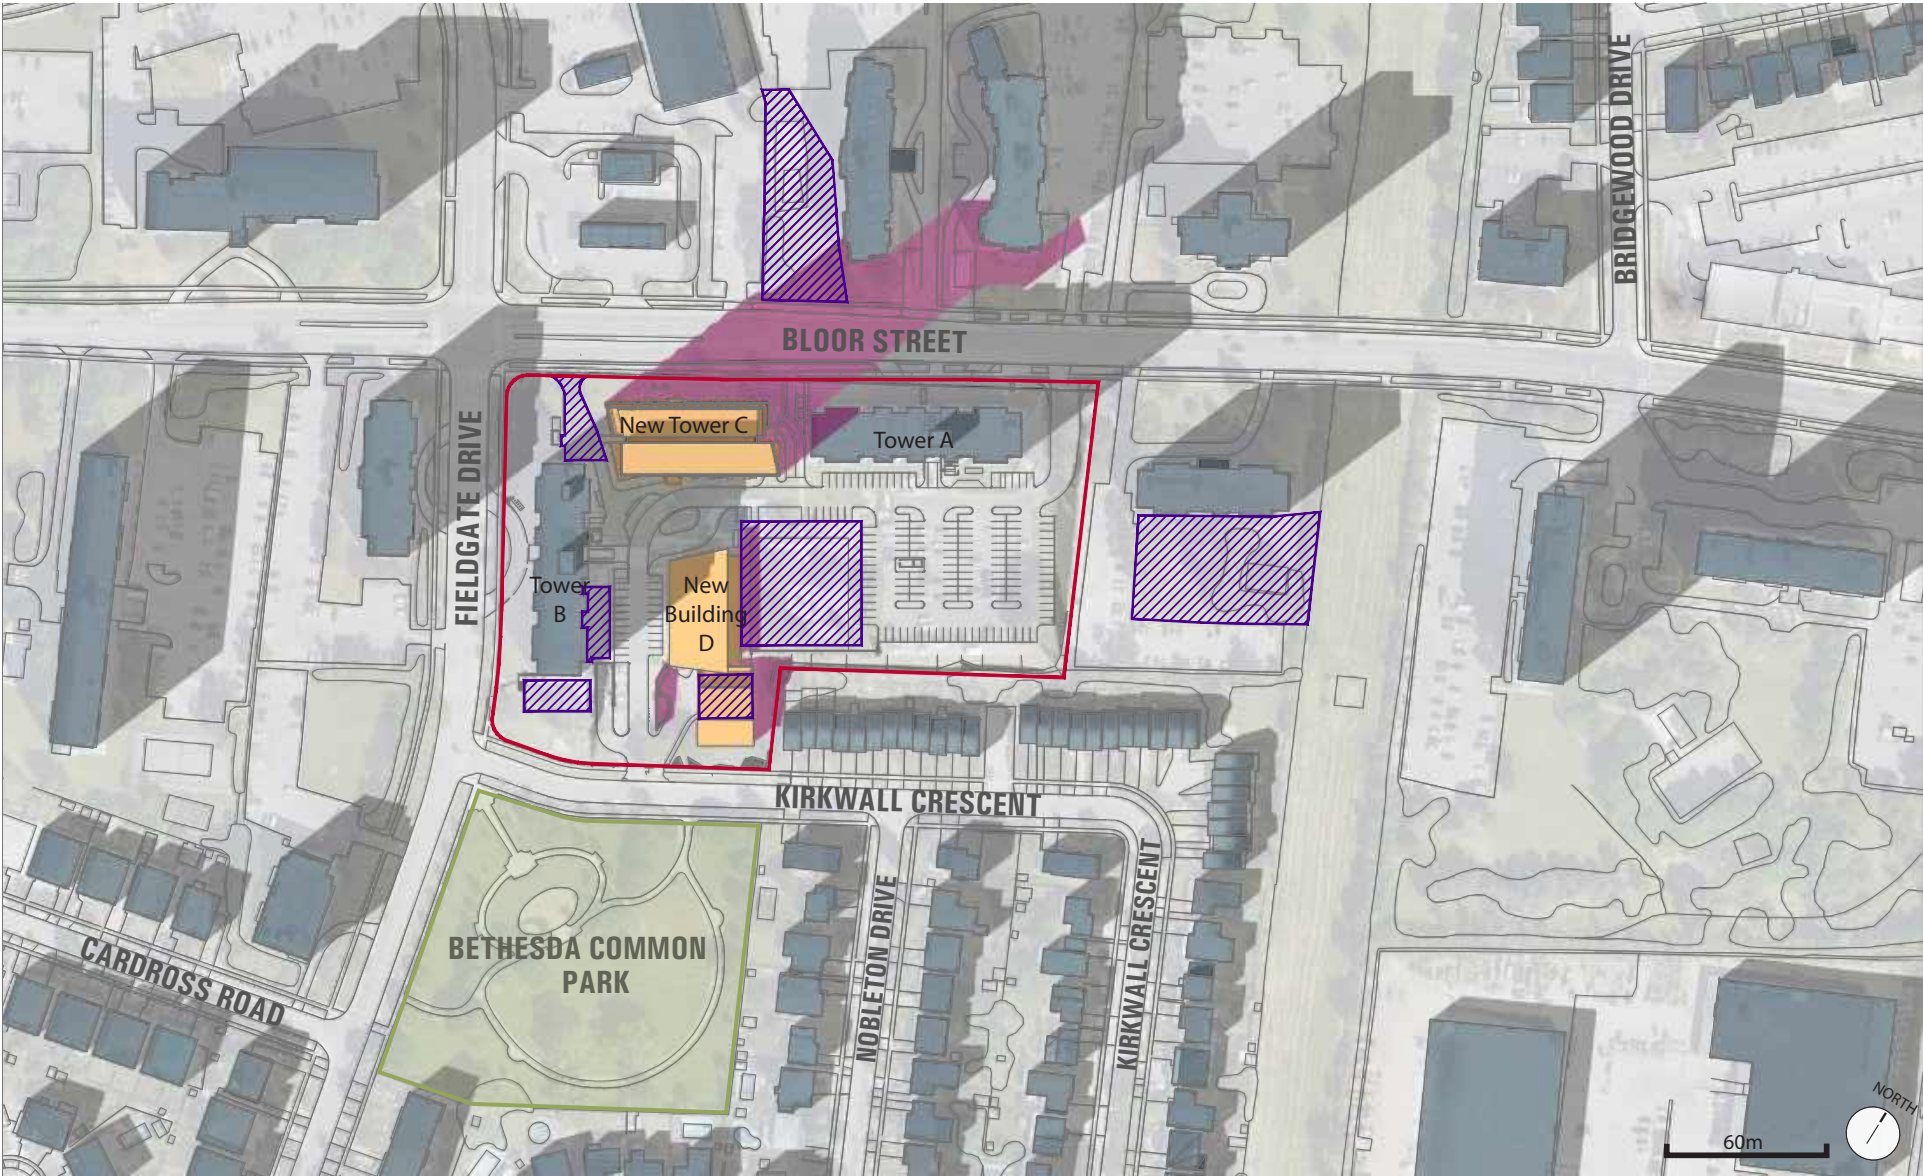 BRIDGEWOOD DRIVE
BLOOR STREET
FIELDGATE DRIVE
New Tower C
Tower A
Tower
B
New
Building
D
KIRKWALL CRESCENT
KIRKWALL CRESCENT
NOBLETON DRIVE
BETHESDA COMMON
PARK
CARDROSS ROAD
NORTH
60m